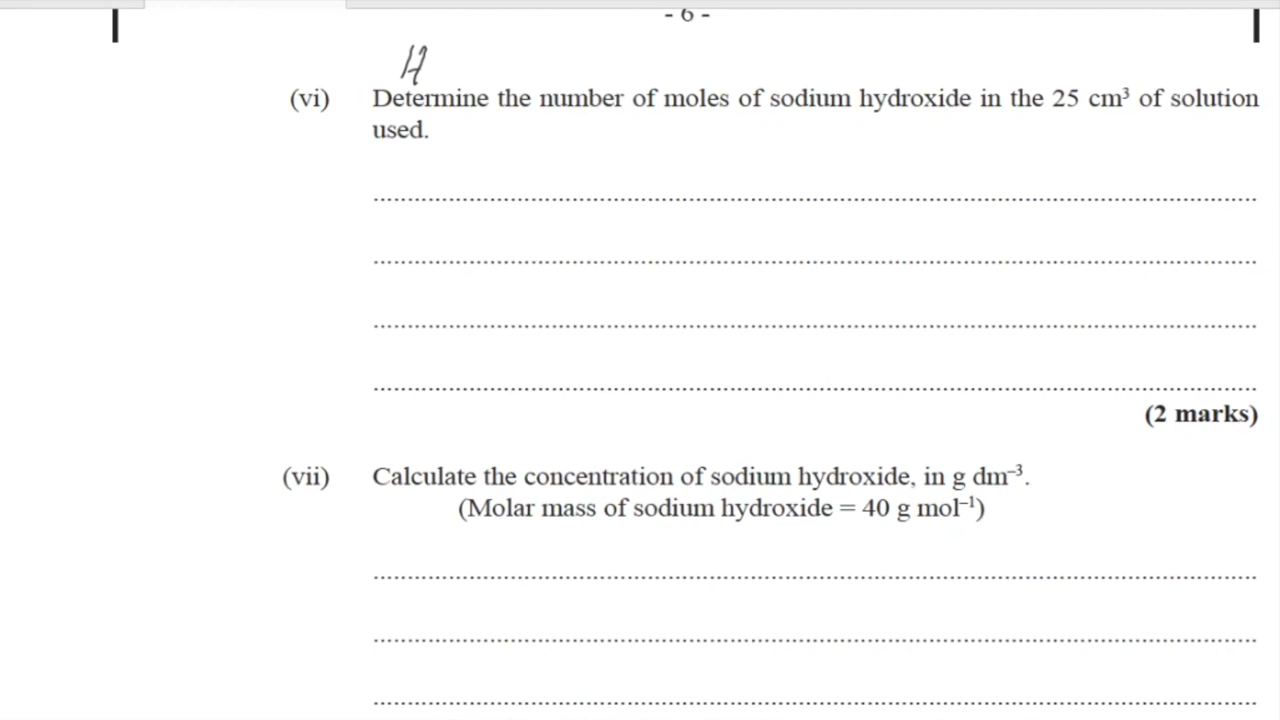 - 6 -
H
(vi) Determine the number of moles of sodium hydroxide in the 25 cm³ of solution
used.
(2 marks)
(vii) Calculate the concentration of sodium hydroxide, in g dm⁻³.
(Molar mass of sodium hydroxide = 40 g mol⁻¹)